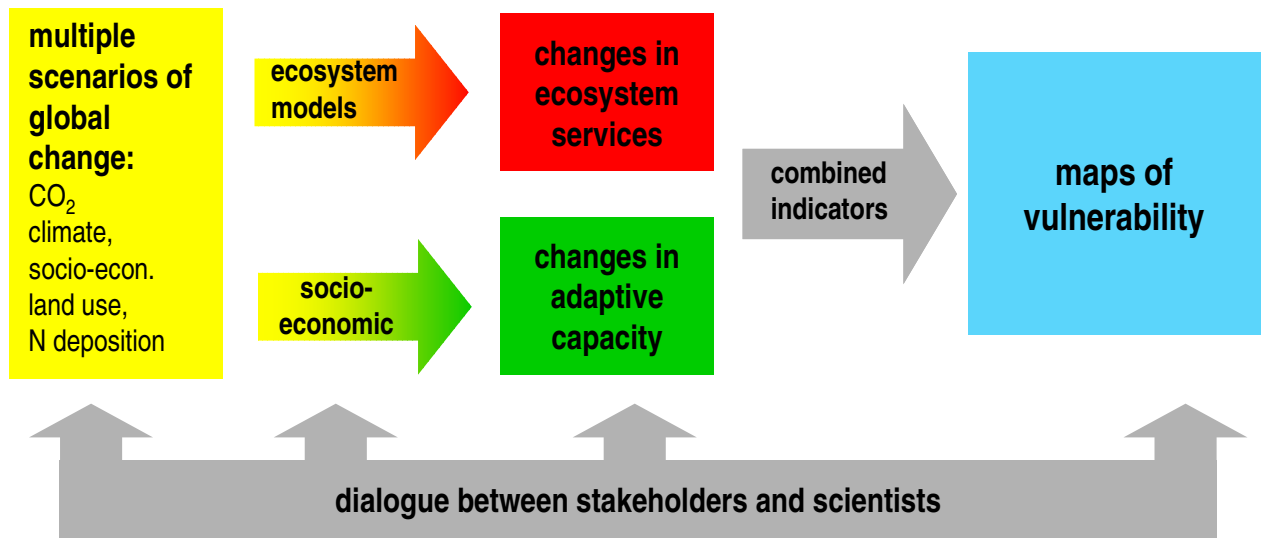 multiple
scenarios of
global
change:
CO₂
climate,
socio-econ.
land use,
N deposition
ecosystem
models
socio-
economic
changes in
ecosystem
services
changes in
adaptive
capacity
combined
indicators
maps of
vulnerability
dialogue between stakeholders and scientists